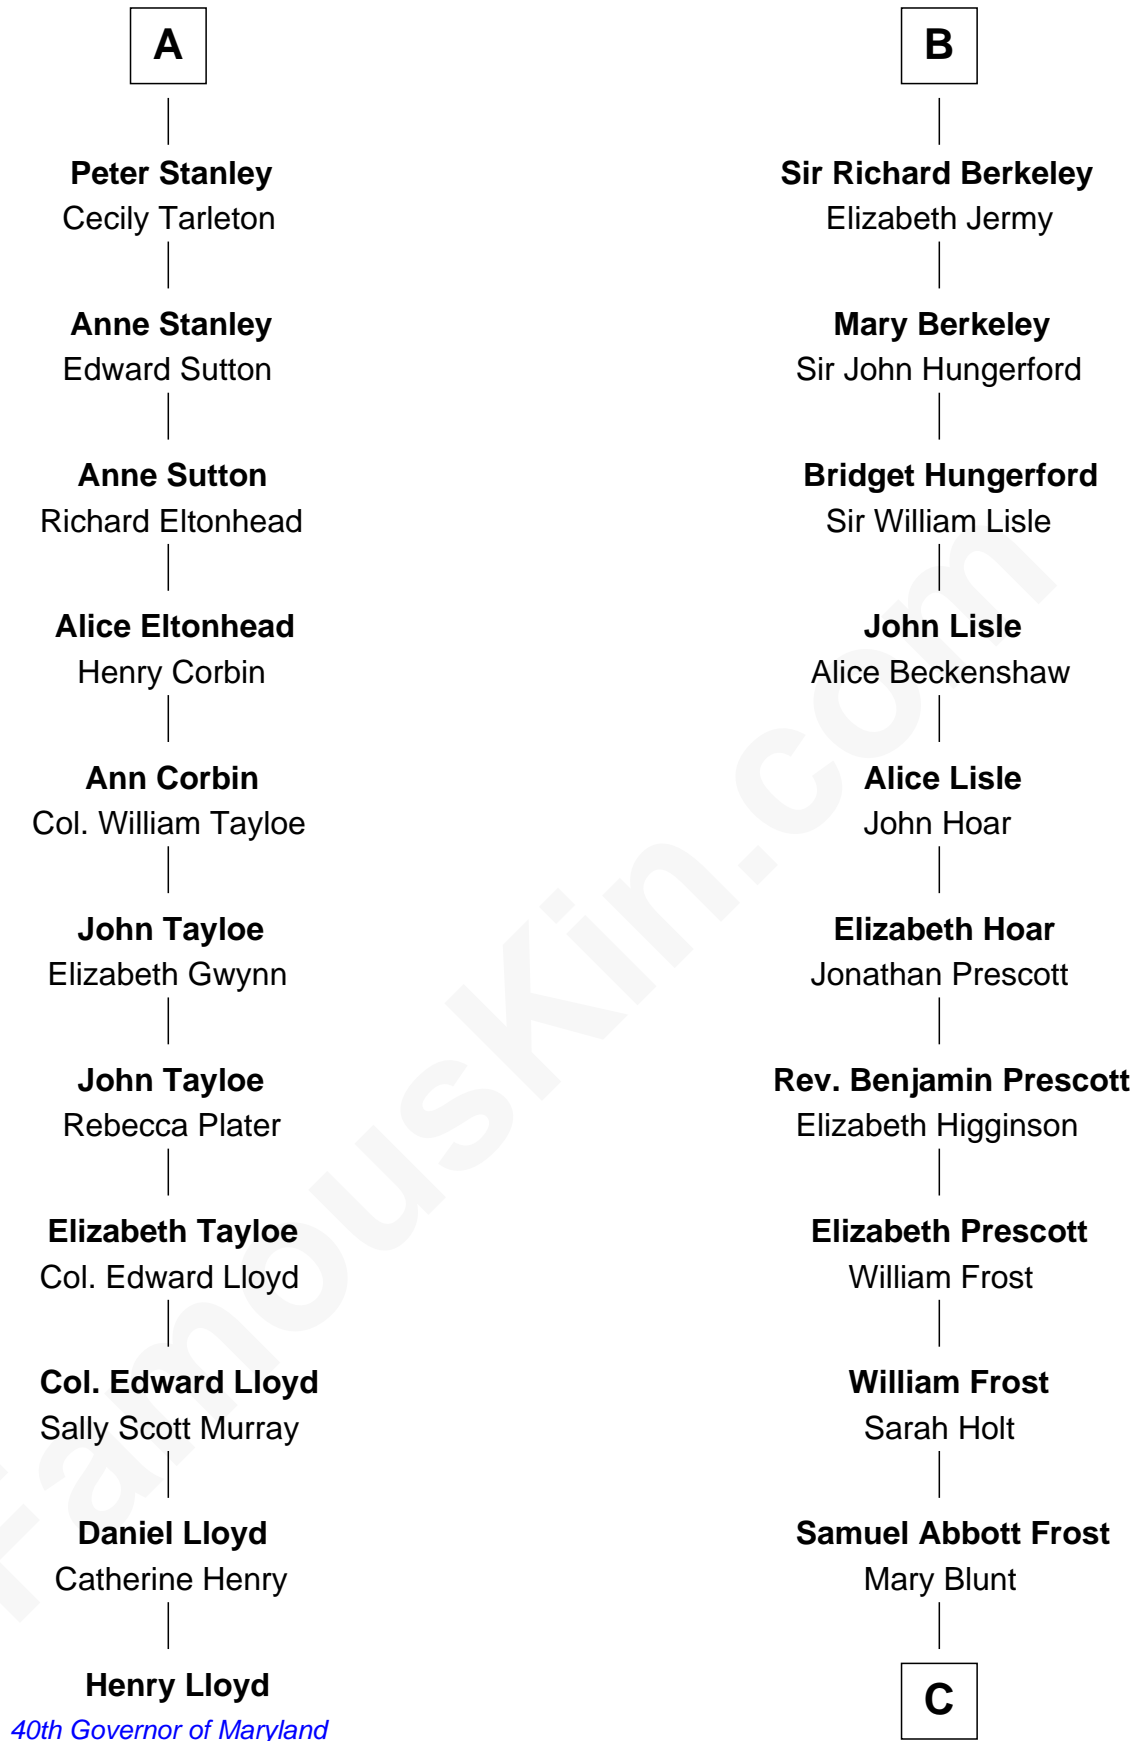 A
Peter Stanley
Cecily Tarleton
Anne Stanley
Edward Sutton
Anne Sutton
Richard Eltonhead
Alice Eltonhead
Henry Corbin
Ann Corbin
Col. William Tayloe
John Tayloe
Elizabeth Gwynn
John Tayloe
Rebecca Plater
Elizabeth Tayloe
Col. Edward Lloyd
Col. Edward Lloyd
Sally Scott Murray
Daniel Lloyd
Catherine Henry
Henry Lloyd
40th Governor of Maryland
B
Sir Richard Berkeley
Elizabeth Jermy
Mary Berkeley
Sir John Hungerford
Bridget Hungerford
Sir William Lisle
John Lisle
Alice Beckenshaw
Alice Lisle
John Hoar
Elizabeth Hoar
Jonathan Prescott
Rev. Benjamin Prescott
Elizabeth Higginson
Elizabeth Prescott
William Frost
William Frost
Sarah Holt
Samuel Abbott Frost
Mary Blunt
C
FamousKin.com